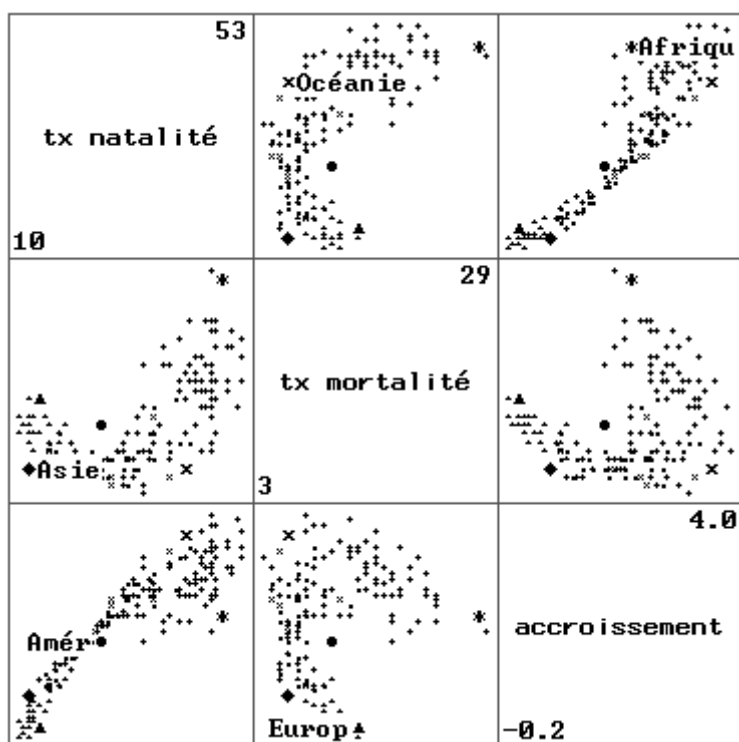 53
Afriqu
Océanie
tx natalité
10
29
tx mortalité
Asie
3
4.0
accroissement
Amér
Europ
-0.2